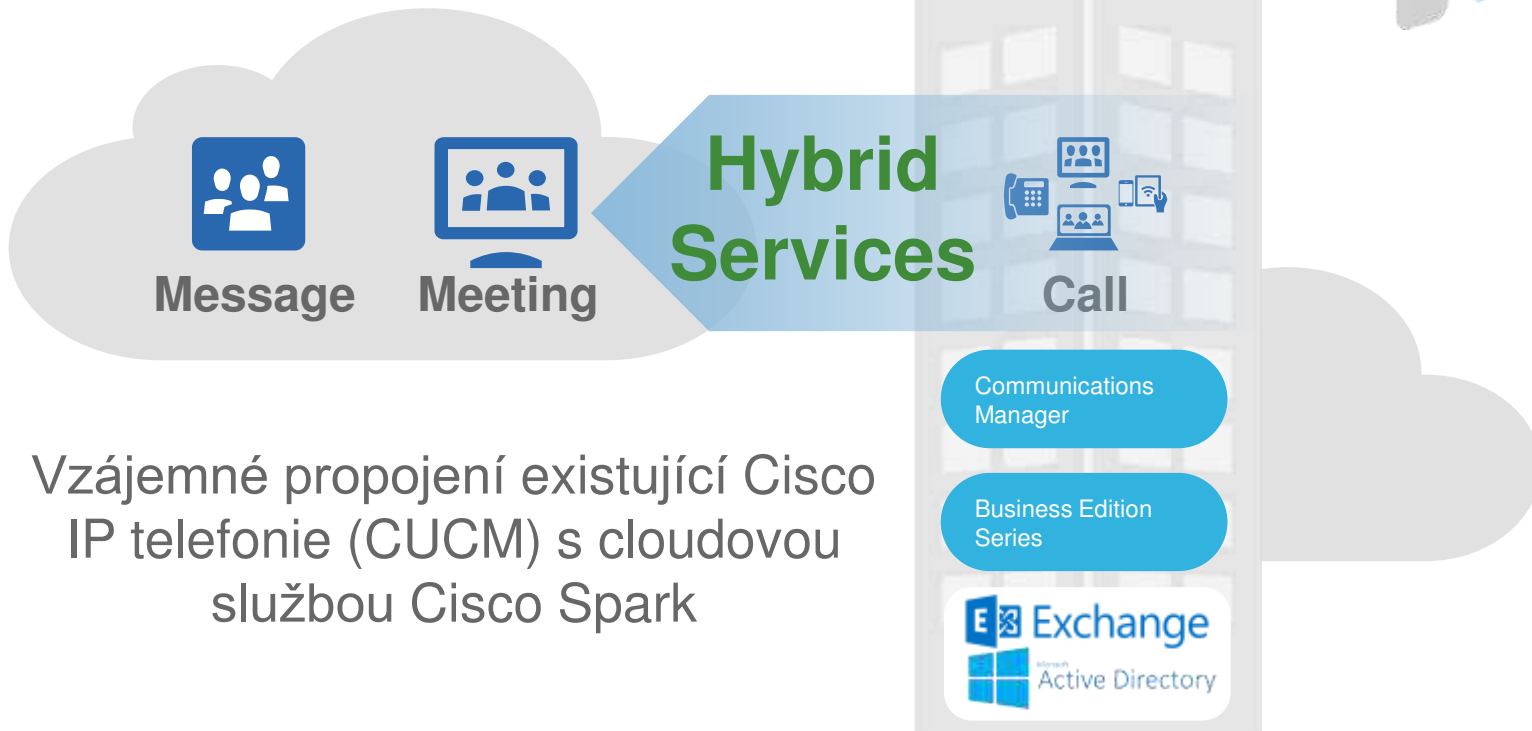 Hybrid
Services
Message
Meeting
Call
Communications
Manager
Business Edition
Series
Vzájemné propojení existující Cisco
IP telefonie (CUCM) s cloudovou
službou Cisco Spark
E Exchange
Microsoft
Active Directory